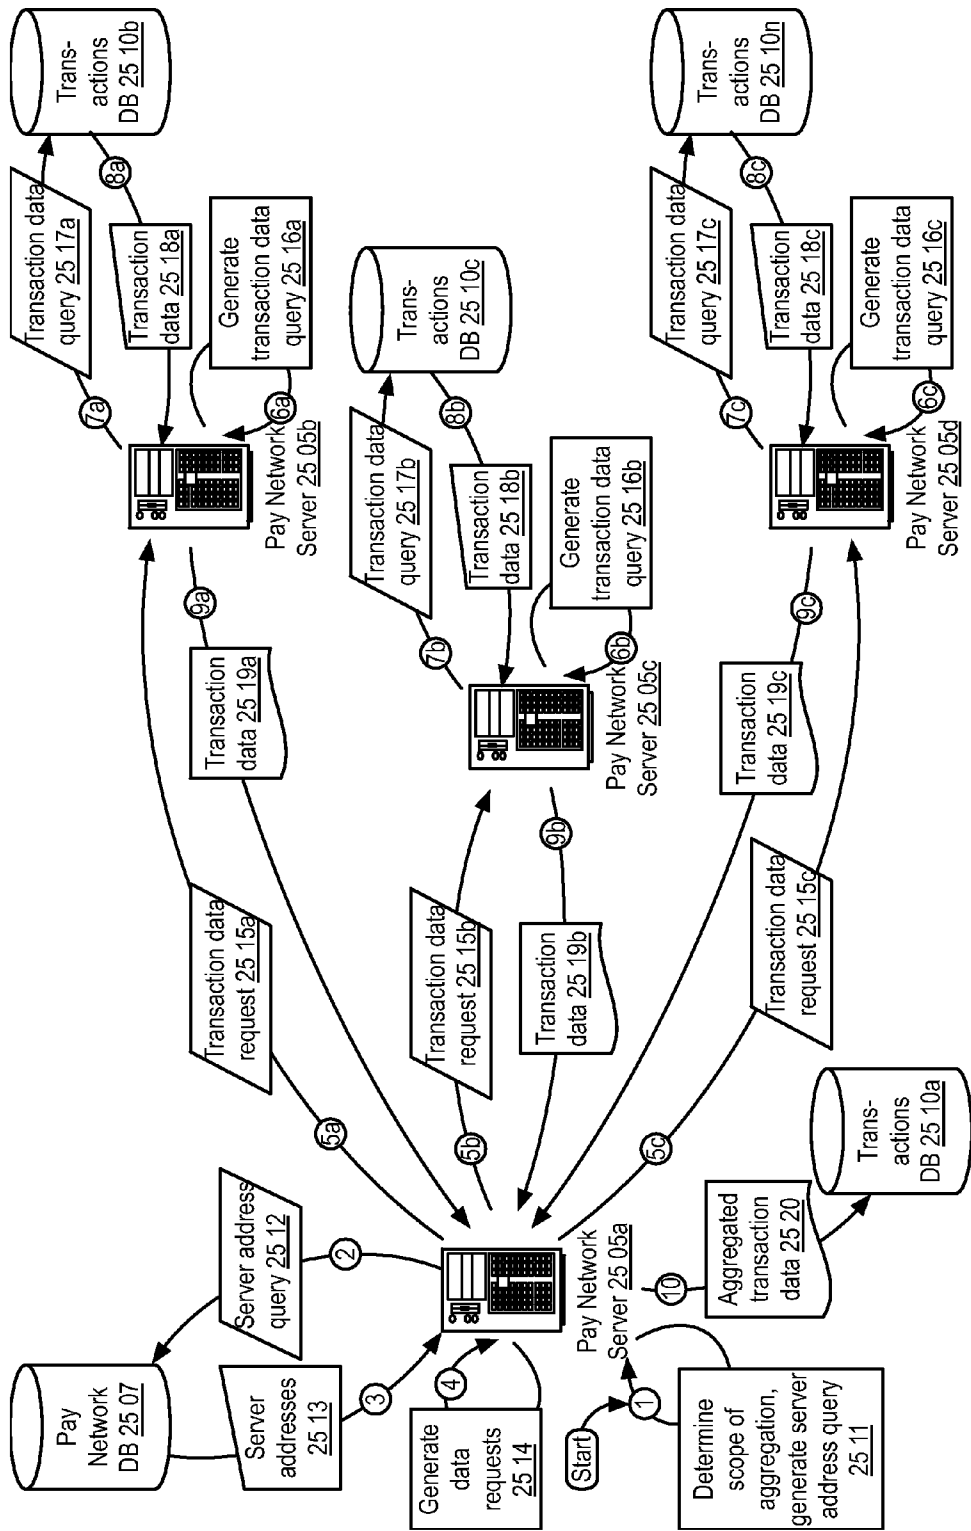 Pay
Network
DB 25 07
Server address
query 25 12
2
Server
addresses
25 13
3
Generate
data
requests
25 14
4
Start
1
Determine
scope of
aggregation,
generate server
address query
25 11
Pay Network
Server 25 05a
10
Aggregated
transaction
data 25 20
Trans-
actions
DB 25 10a
5a
Transaction data
request 25 15a
5b
Transaction data
request 25 15b
5c
Transaction data
request 25 15c
9a
Transaction
data 25 19a
9b
Transaction
data 25 19b
9c
Transaction
data 25 19c
Pay Network
Server 25 05b
6a
Generate
transaction data
query 25 16a
7a
Transaction data
query 25 17a
8a
Transaction
data 25 18a
Trans-
actions
DB 25 10b
Pay Network
Server 25 05c
6b
Generate
transaction data
query 25 16b
7b
Transaction data
query 25 17b
8b
Transaction
data 25 18b
Trans-
actions
DB 25 10c
Pay Network
Server 25 05d
6c
Generate
transaction data
query 25 16c
7c
Transaction data
query 25 17c
8c
Transaction
data 25 18c
Trans-
actions
DB 25 10n